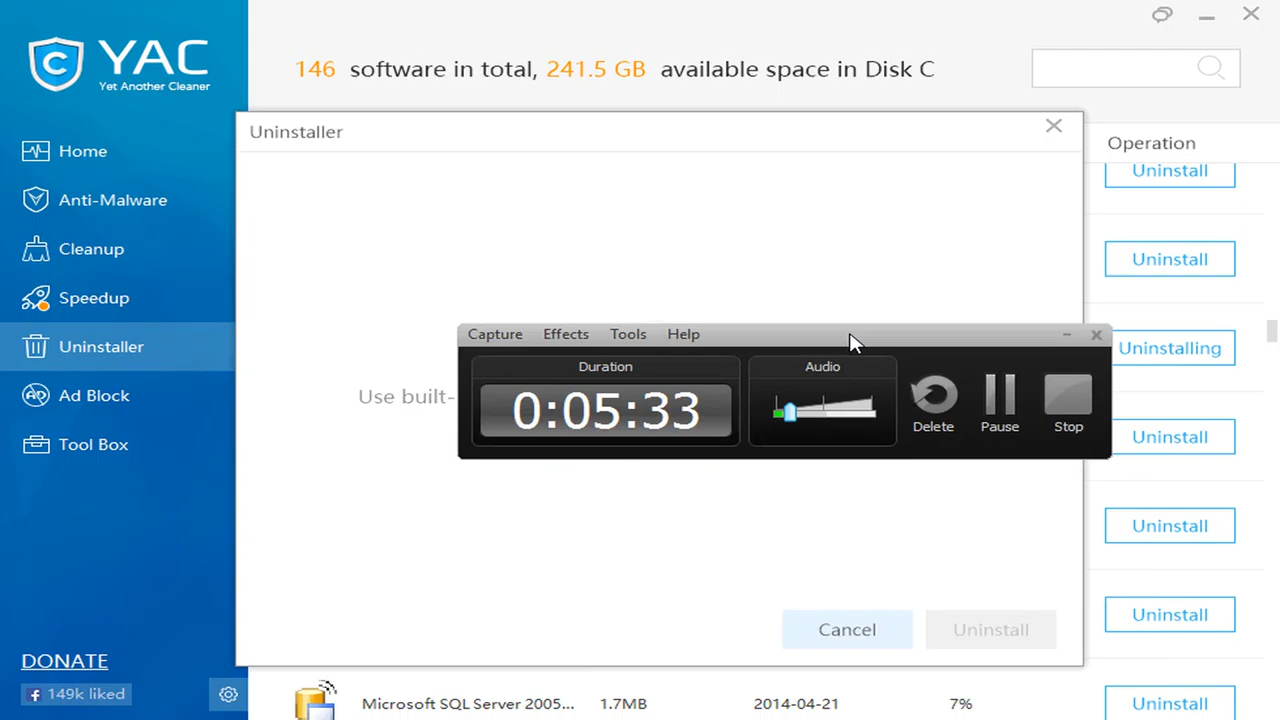 YAC
Yet Another Cleaner
146 software in total, 241.5 GB available space in Disk C
Uninstaller
Operation
Home
Anti-Malware
Cleanup
Speedup
Uninstaller
Ad Block
Tool Box
Uninstall
Uninstall
Uninstalling
Uninstall
Uninstall
Uninstall
Uninstall
Use built-
Capture Effects Tools Help
Duration
0:05:33
Audio
Delete
Pause
Stop
Cancel
Uninstall
DONATE
f 149k liked
Microsoft SQL Server 2005... 1.7MB 2014-04-21 7%